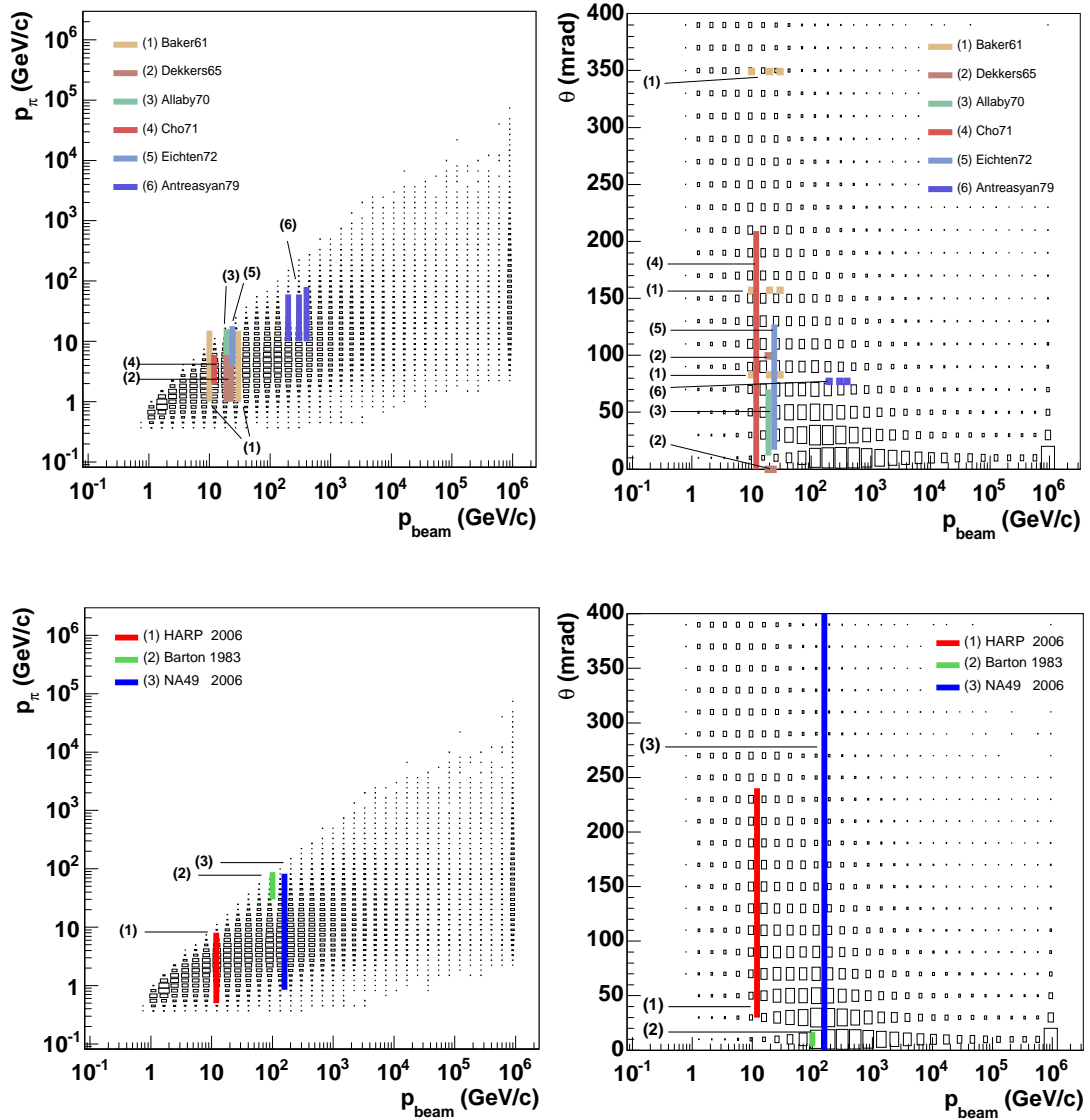 p_π (GeV/c)
10^6
10^5
10^4
10^3
10^2
10
1
10^-1
(1) Baker61
(2) Dekkers65
(3) Allaby70
(4) Cho71
(5) Eichten72
(6) Antreasyan79
(6)
(3) (5)
(4)
(2)
(1)
10^-1 1 10 10^2 10^3 10^4 10^5 10^6
p_beam (GeV/c)
θ (mrad)
400
350
300
250
200
150
100
50
0
(1) Baker61
(2) Dekkers65
(3) Allaby70
(4) Cho71
(5) Eichten72
(6) Antreasyan79
(1)
(4)
(1)
(5)
(2)
(1)
(6)
(3)
(2)
10^-1 1 10 10^2 10^3 10^4 10^5 10^6
p_beam (GeV/c)
p_π (GeV/c)
10^6
10^5
10^4
10^3
10^2
10
1
10^-1
(1) HARP 2006
(2) Barton 1983
(3) NA49 2006
(3)
(2)
(1)
10^-1 1 10 10^2 10^3 10^4 10^5 10^6
p_beam (GeV/c)
θ (mrad)
400
350
300
250
200
150
100
50
0
(1) HARP 2006
(2) Barton 1983
(3) NA49 2006
(3)
(1)
(2)
10^-1 1 10 10^2 10^3 10^4 10^5 10^6
p_beam (GeV/c)